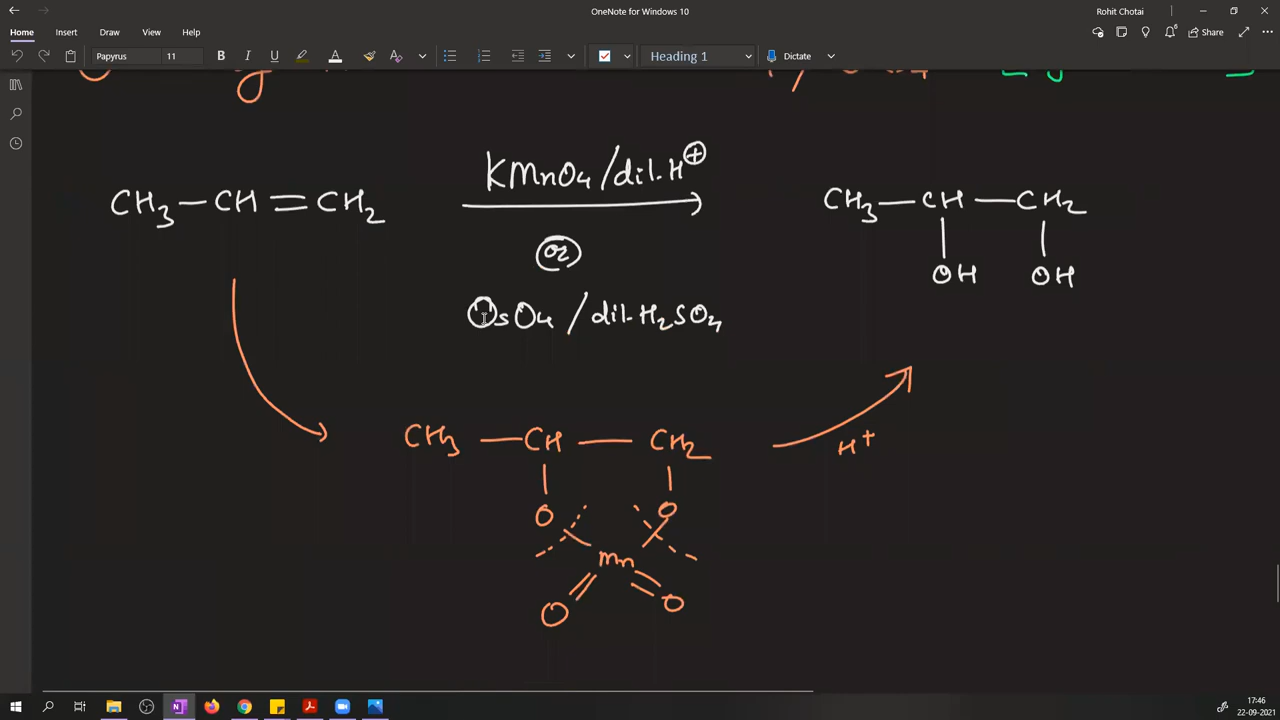 OneNote for Windows 10
Rohit Chotai
Home Insert Draw View Help
Share
Papyrus 11 B I U A Heading 1 Dictate
KMnO4/dil.H⊕
CH3—CH=CH2
CH3—CH—CH2
or
OH OH
OsO4/dil.H2SO4
CH3—CH—CH2
H+
O O
Mn
O O
17:46
22-09-2021